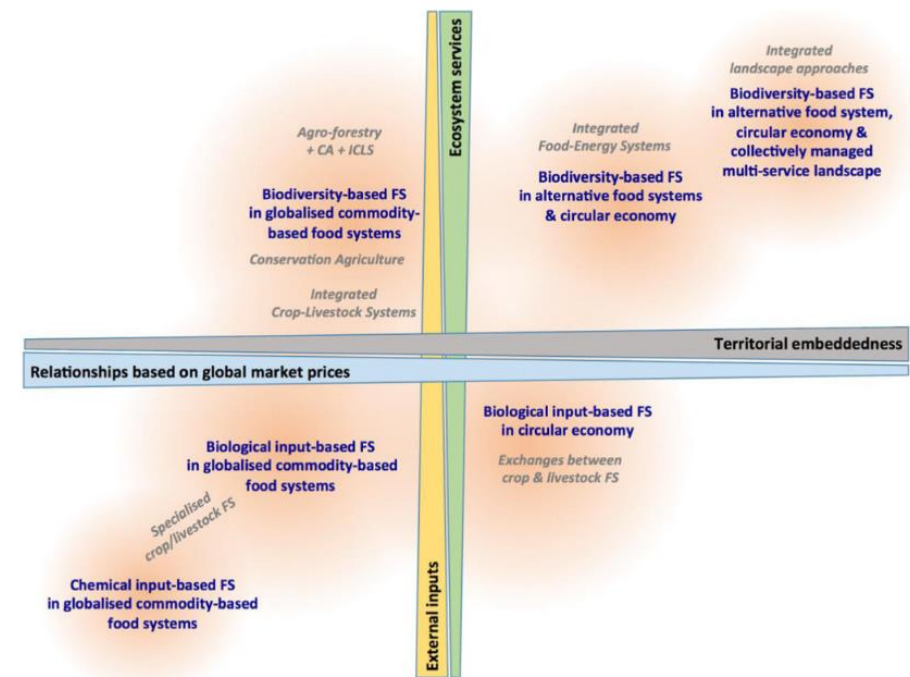 Ecosystem services
Integrated
landscape approaches
Biodiversity-based FS
in alternative food system,
circular economy &
collectively managed
multi-service landscape
Agro-forestry
+ CA + ICLS
Integrated
Food-Energy Systems
Biodiversity-based FS
in globalised commodity-
based food systems
Biodiversity-based FS
in alternative food systems
& circular economy
Conservation Agriculture
Integrated
Crop-Livestock Systems
Territorial embeddedness
Relationships based on global market prices
Biological input-based FS
in circular economy
Biological input-based FS
in globalised commodity-based
food systems
Exchanges between
crop & livestock FS
Specialised
crop/livestock FS
Chemical input-based FS
in globalised commodity-based
food systems
External inputs